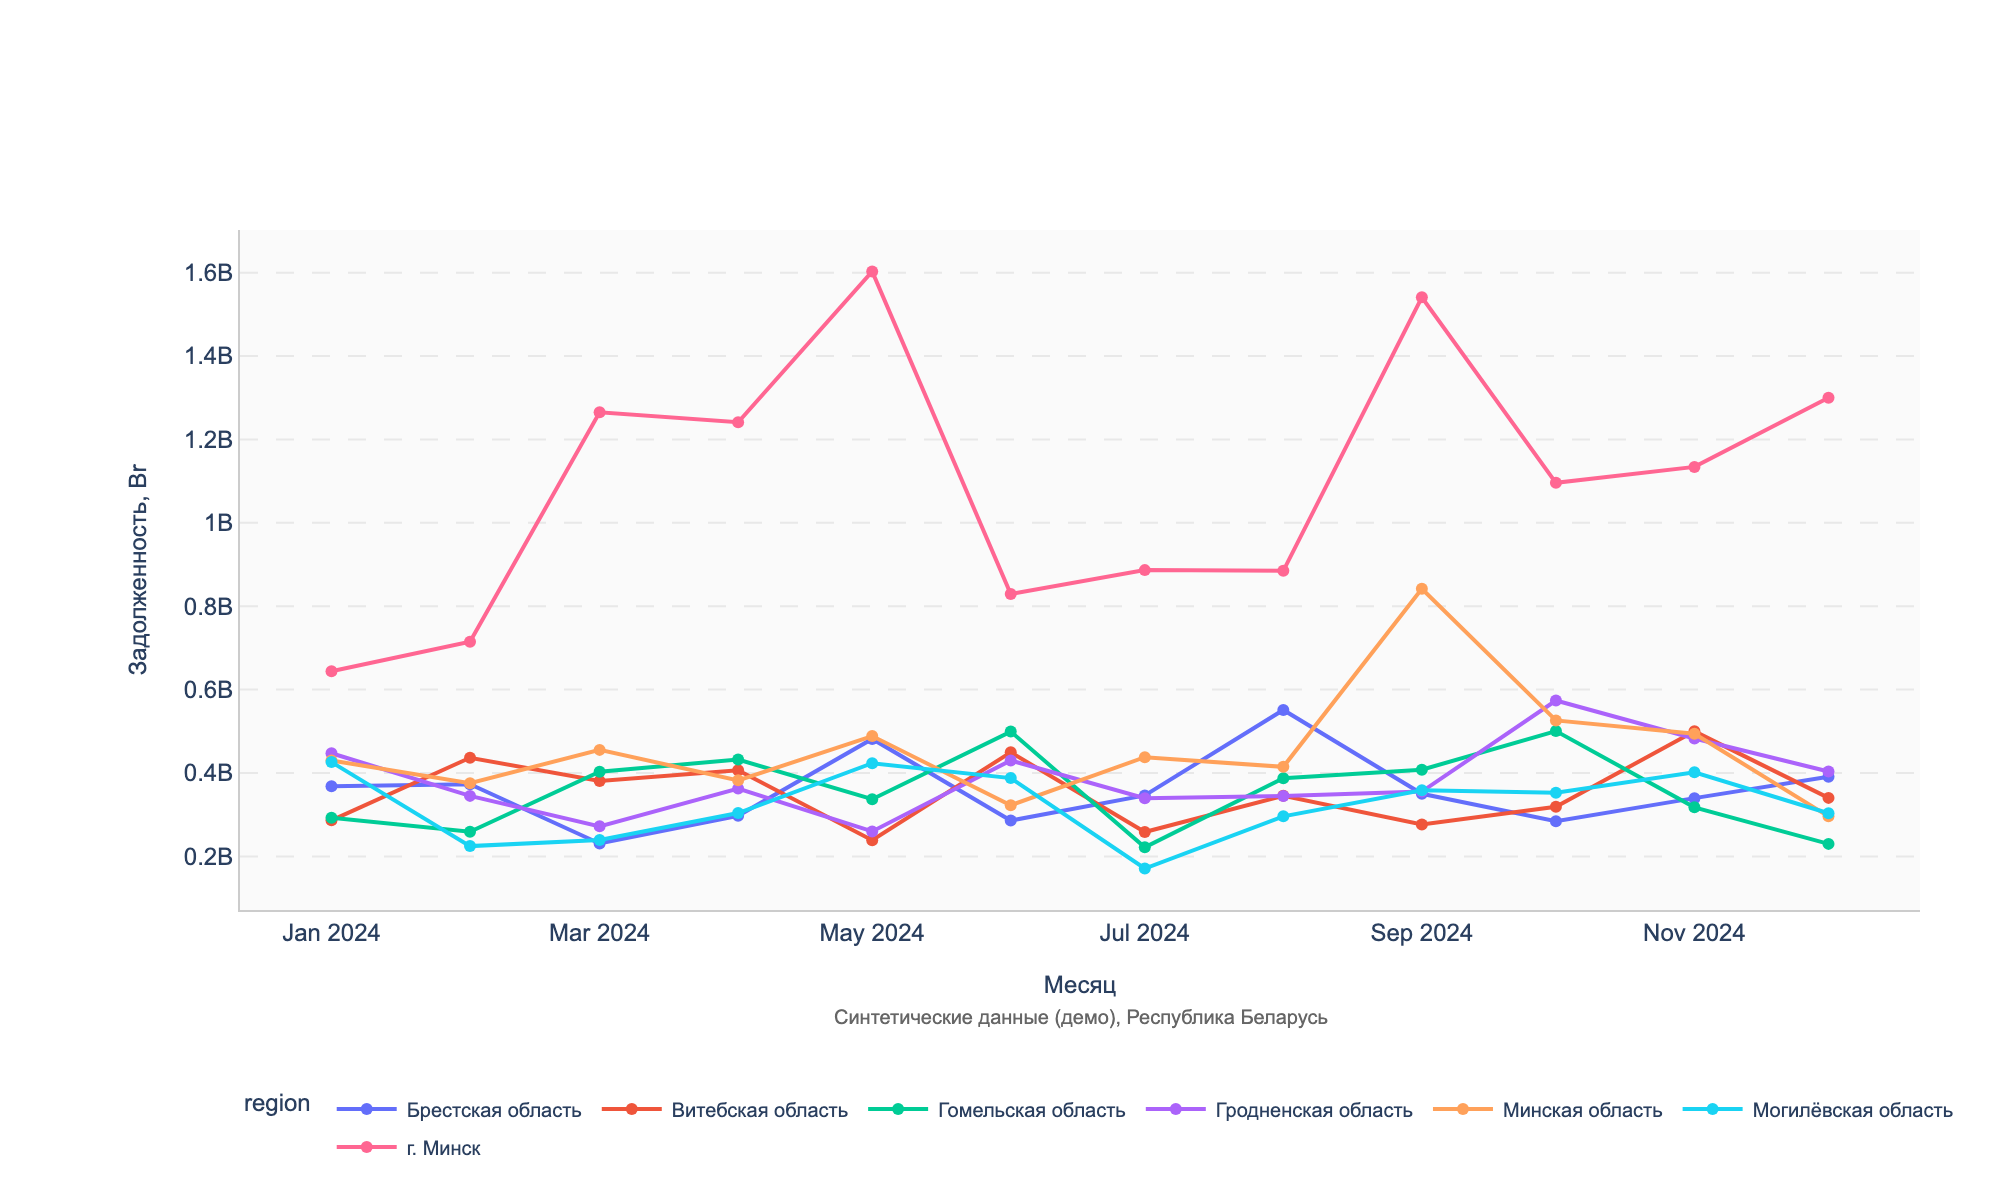 1.6B
1.4B
1.2B
1B
0.8B
0.6B
0.4B
0.2B
Задолженность, Br
Jan 2024 Mar 2024 May 2024 Jul 2024 Sep 2024 Nov 2024
Месяц
Синтетические данные (демо), Республика Беларусь
region Брестская область Витебская область Гомельская область Гродненская область Минская область Могилёвская область
г. Минск